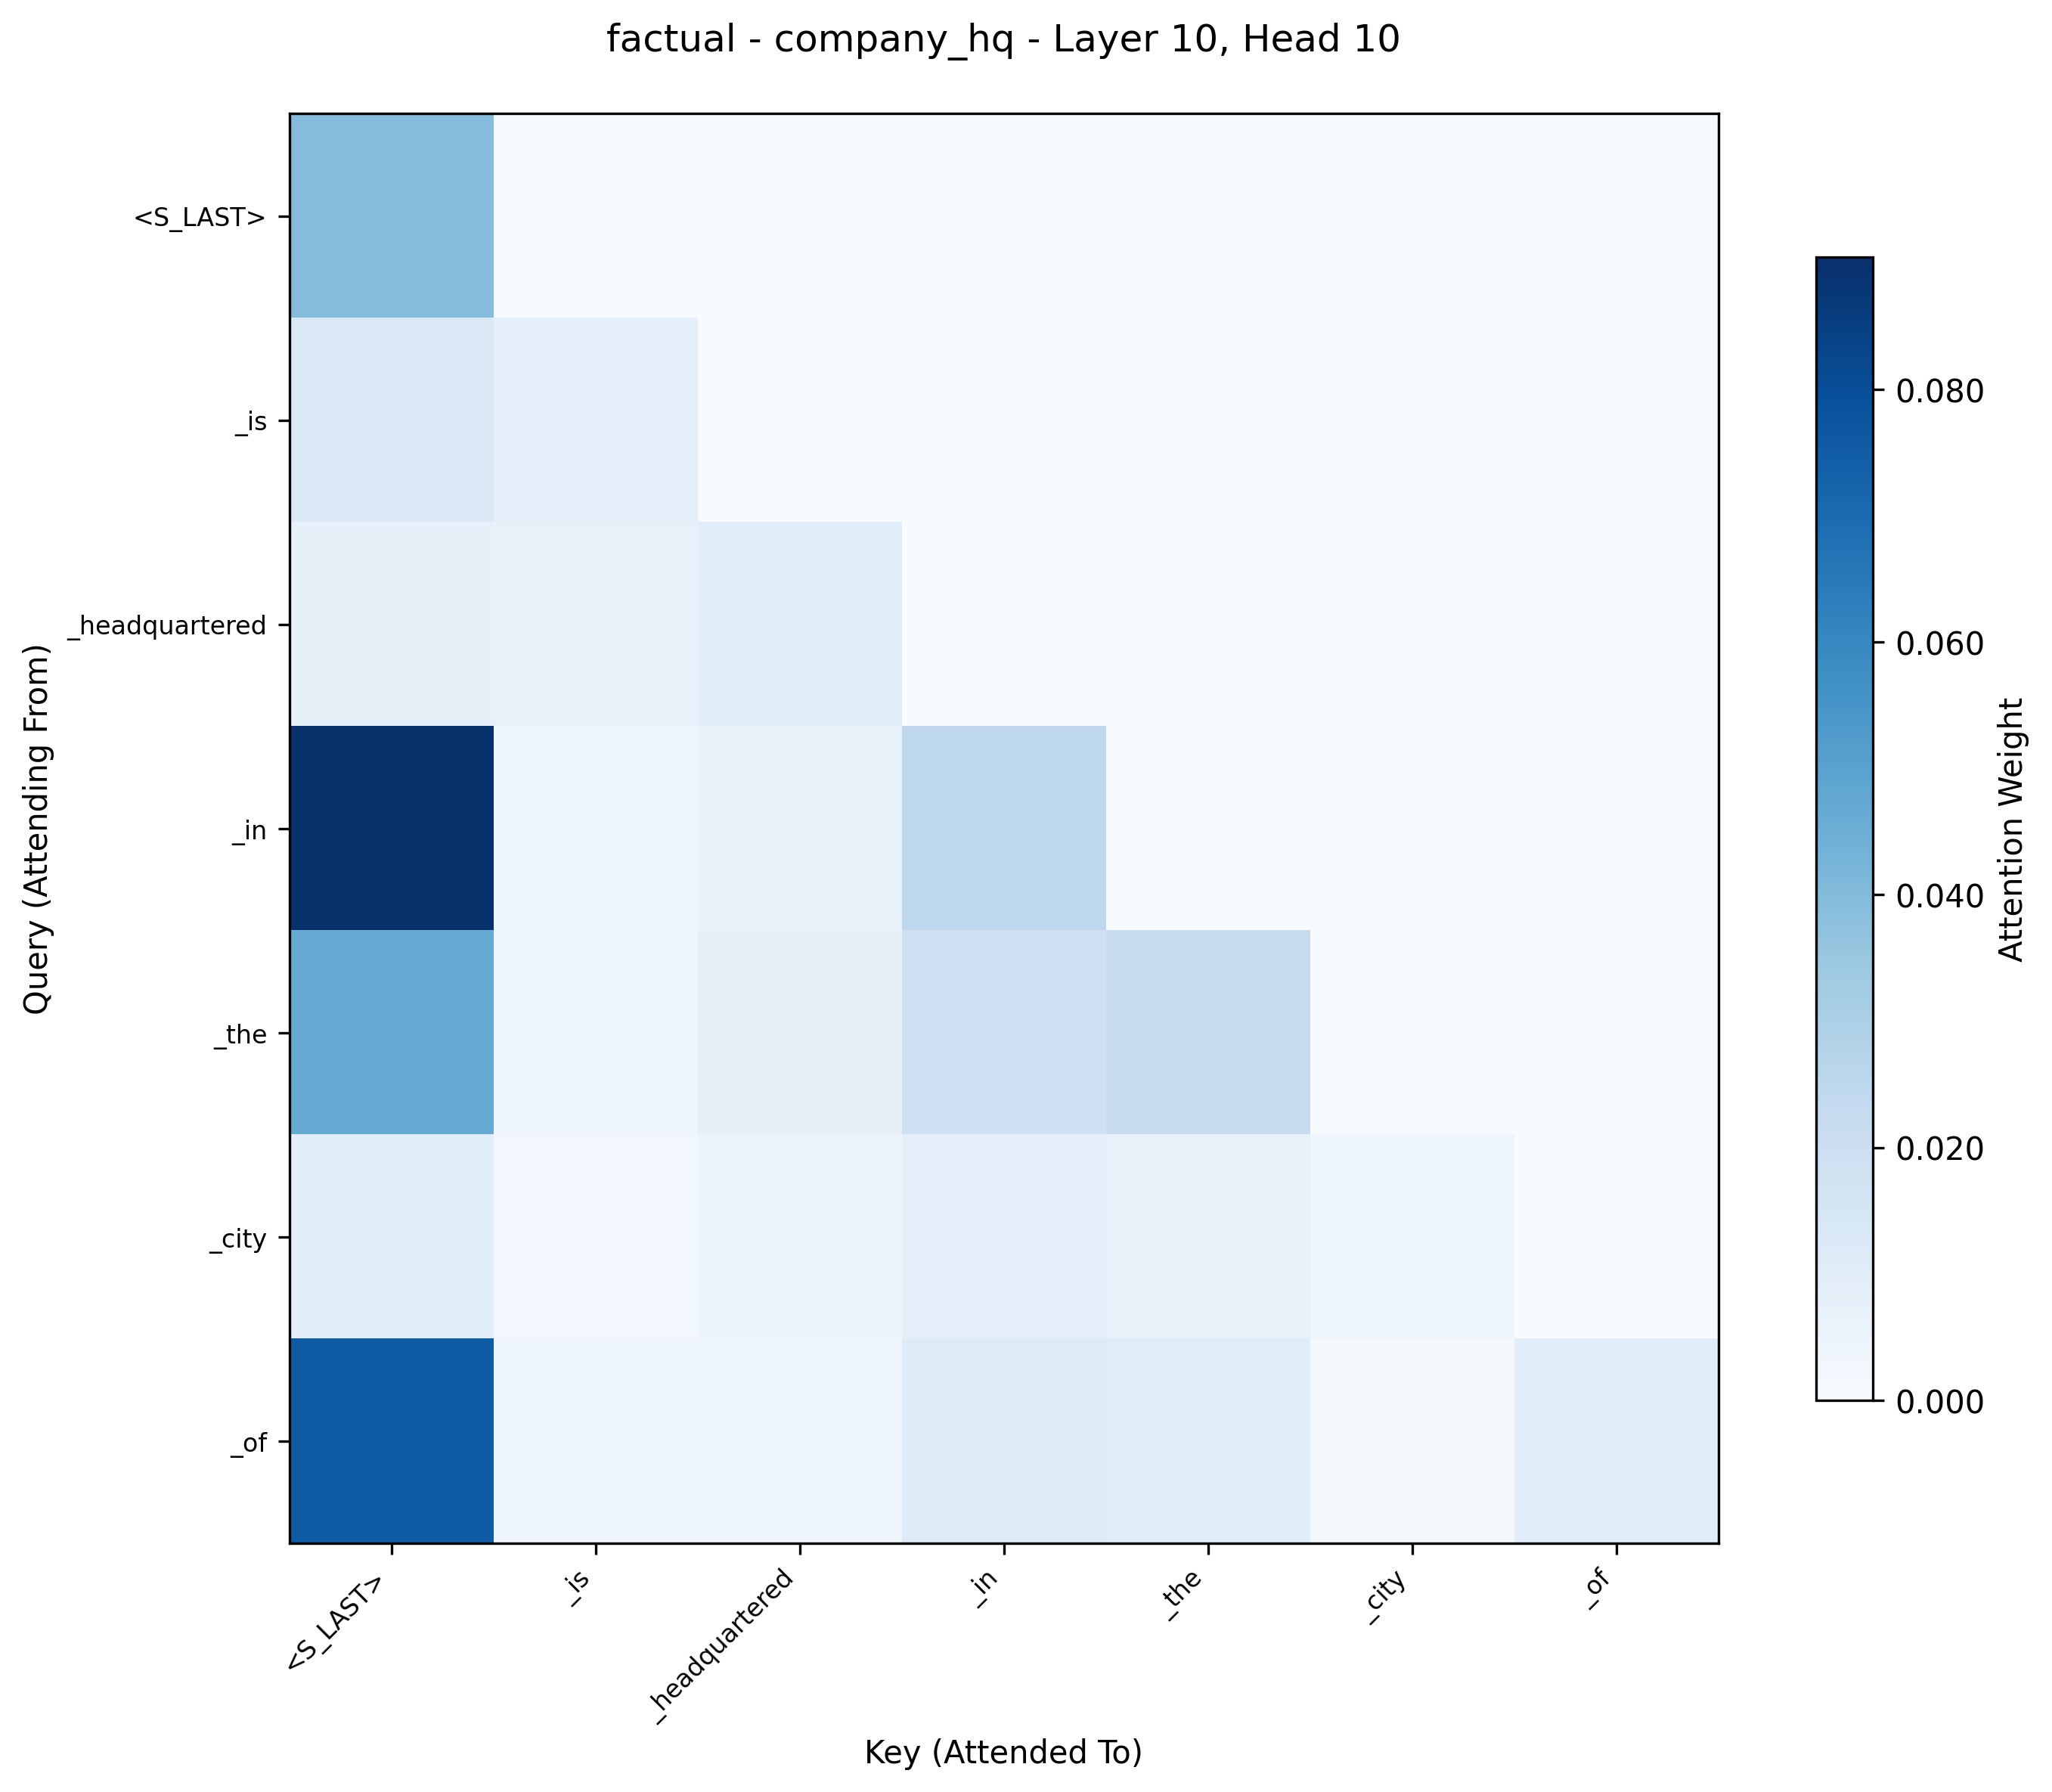 factual - company_hq - Layer 10, Head 10
<S_LAST>
_is
_headquartered
_in
_the
_city
_of
Query (Attending From)
<S_LAST>
_is
_headquartered
_in
_the
_city
_of
Key (Attended To)
0.080
0.060
0.040
0.020
0.000
Attention Weight